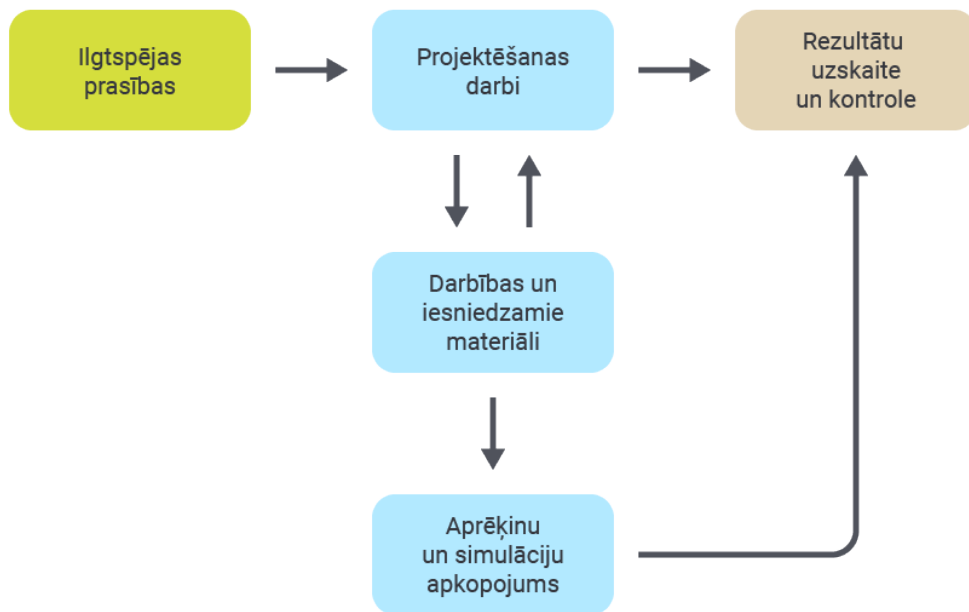 Ilgtspējas
prasības
Projektēšanas
darbi
Rezultātu
uzskaite
un kontrole
Darbības un
iesniedzamie
materiāli
Aprēķinu
un simulāciju
apkopojums